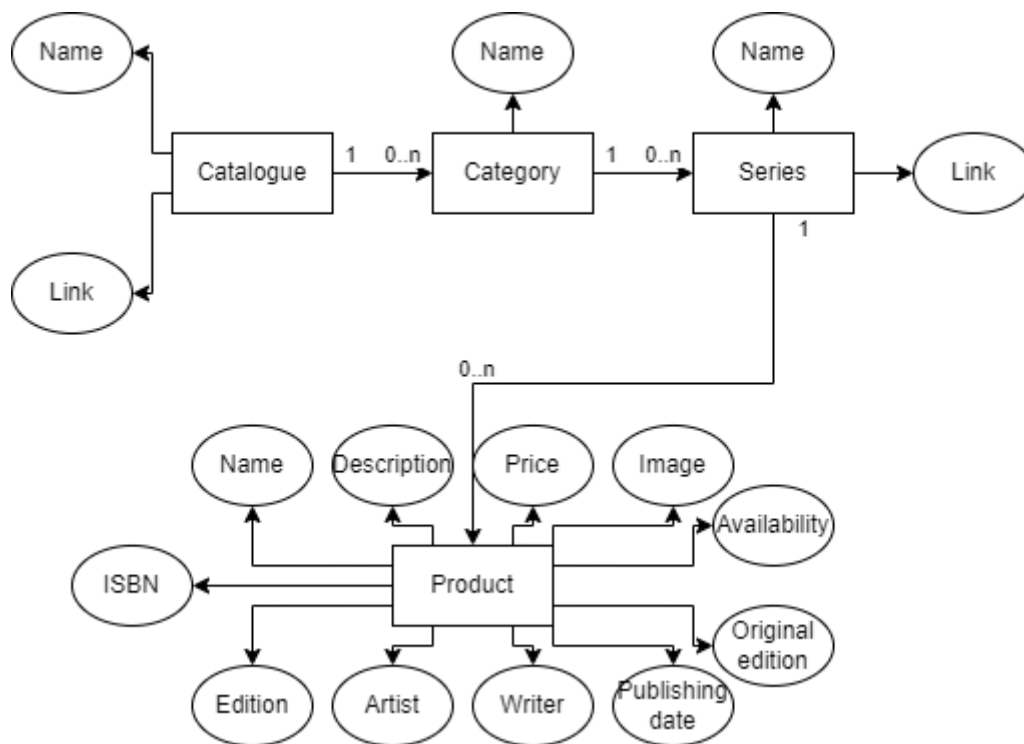 Name
Name
Name
Catalogue
1
0..n
Category
1
0..n
Series
Link
1
Link
0..n
Name
Description
Price
Image
Availability
ISBN
Product
Original
edition
Edition
Artist
Writer
Publishing
date